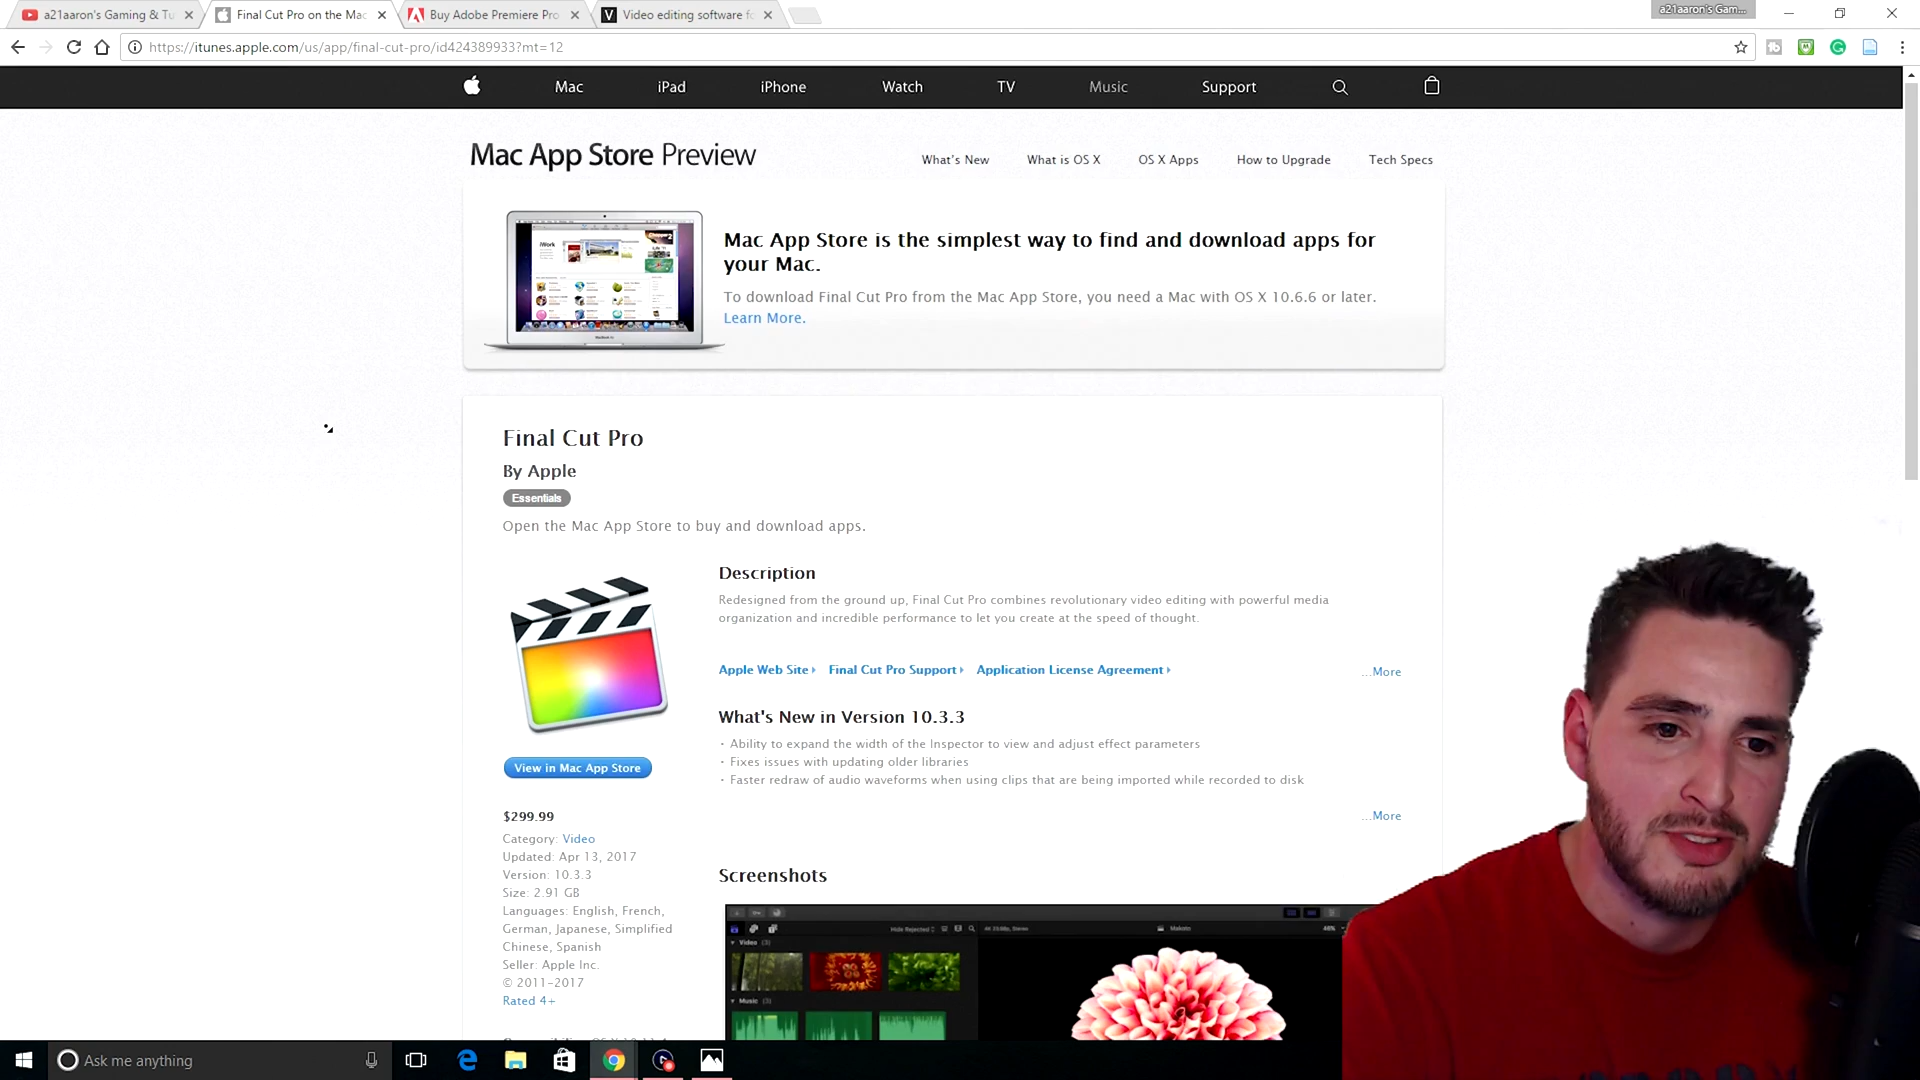 a21aaron's Gaming & Tu
Final Cut Pro on the Mac
Buy Adobe Premiere Pro
Video editing software fo
a21aaron's Gam...
https://itunes.apple.com/us/app/final-cut-pro/id424389933?mt=12
Mac
iPad
iPhone
Watch
TV
Music
Support
Mac App Store Preview
What's New
What is OS X
OS X Apps
How to Upgrade
Tech Specs
Mac App Store is the simplest way to find and download apps for
your Mac.
To download Final Cut Pro from the Mac App Store, you need a Mac with OS X 10.6.6 or later.
Learn More.
Final Cut Pro
By Apple
Essentials
Open the Mac App Store to buy and download apps.
Description
Redesigned from the ground up, Final Cut Pro combines revolutionary video editing with powerful media
organization and incredible performance to let you create at the speed of thought.
Apple Web Site
Final Cut Pro Support
Application License Agreement
...More
What's New in Version 10.3.3
• Ability to expand the width of the Inspector to view and adjust effect parameters
• Fixes issues with updating older libraries
• Faster redraw of audio waveforms when using clips that are being imported while recorded to disk
...More
View in Mac App Store
$299.99
Category: Video
Updated: Apr 13, 2017
Version: 10.3.3
Size: 2.91 GB
Languages: English, French,
German, Japanese, Simplified
Chinese, Spanish
Seller: Apple Inc.
© 2011-2017
Rated 4+
Screenshots
Hide Rejected
Makoto
46%
Video (3)
Music (3)
Ask me anything